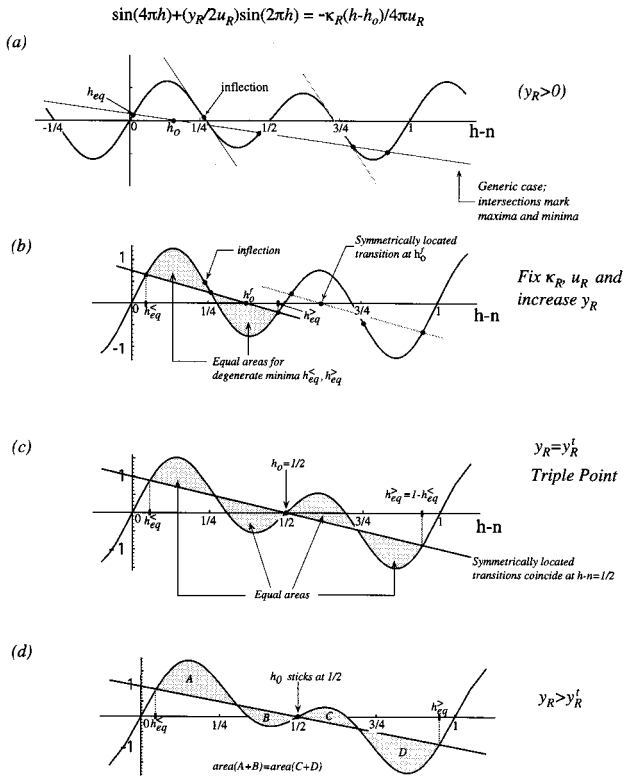 sin(4πh)+(y_R/2u_R)sin(2πh) = -κ_R(h-h_o)/4πu_R
(a)
h_eq
inflection
(y_R>0)
-1/4 0 h_o 1/4 1/2 3/4 1
h-n
Generic case;
intersections mark
maxima and minima
(b)
1
inflection
Symmetrically located
transition at h_o^f
Fix κ_R, u_R and
increase y_R
h_eq^< 1/4 h_o^f h_eq^> 3/4 1
h-n
-1
Equal areas for
degenerate minima h_eq^<, h_eq^>
(c)
y_R=y_R^t
Triple Point
h_o=1/2
1
h_eq^>=1-h_eq^<
0 h_eq^< 1/4 1/2 3/4 1
h-n
-1
Symmetrically located
transitions coincide at h-n=1/2
Equal areas
(d)
h_0 sticks at 1/2
y_R>y_R^t
1
A
h_eq^>
B C
0 h_eq^< 1/4 1/2 3/4 1
h-n
D
-1
area(A+B)=area(C+D)